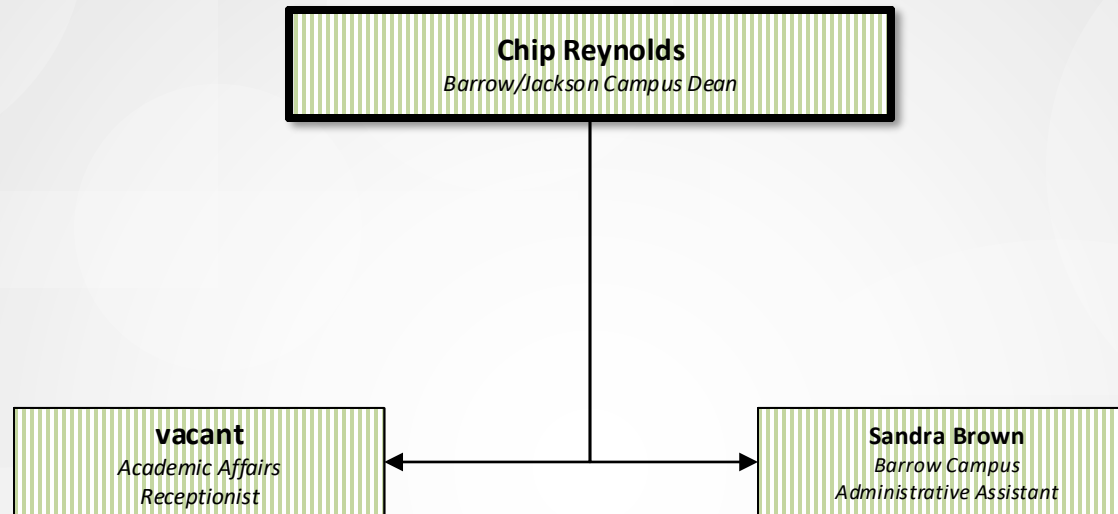 Chip Reynolds
Barrow/Jackson Campus Dean
vacant
Academic Affairs
Receptionist
Sandra Brown
Barrow Campus
Administrative Assistant